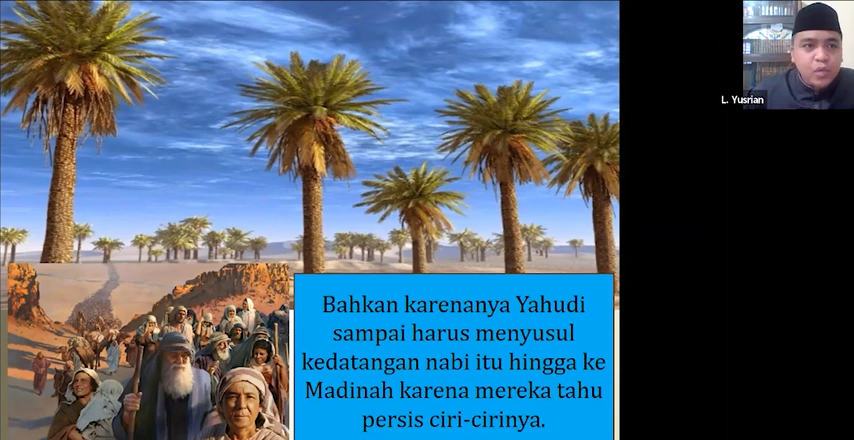 L. Yusrian
Bahkan karenanya Yahudi
sampai harus menyusul
kedatangan nabi itu hingga ke
Madinah karena mereka tahu
persis ciri-cirinya.